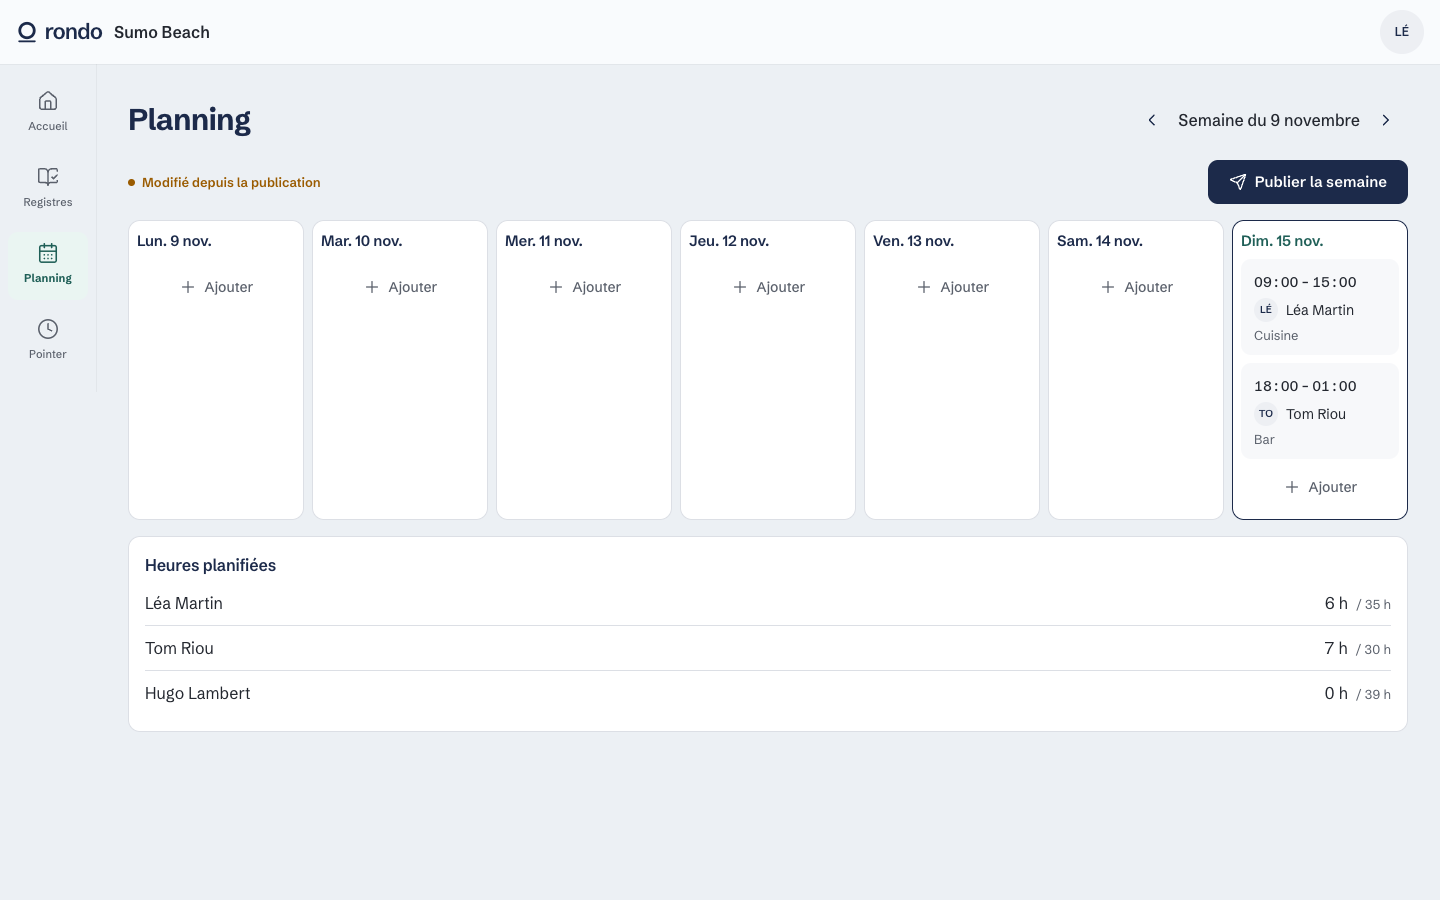 rondo Sumo Beach
LÉ
Accueil
Registres
Planning
Pointer
Planning
Semaine du 9 novembre
Modifié depuis la publication
Publier la semaine
Lun. 9 nov.
Ajouter
Mar. 10 nov.
Ajouter
Mer. 11 nov.
Ajouter
Jeu. 12 nov.
Ajouter
Ven. 13 nov.
Ajouter
Sam. 14 nov.
Ajouter
Dim. 15 nov.
09:00 – 15:00
LÉ Léa Martin
Cuisine
18:00 – 01:00
TO Tom Riou
Bar
Ajouter
Heures planifiées
Léa Martin 6 h / 35 h
Tom Riou 7 h / 30 h
Hugo Lambert 0 h / 39 h